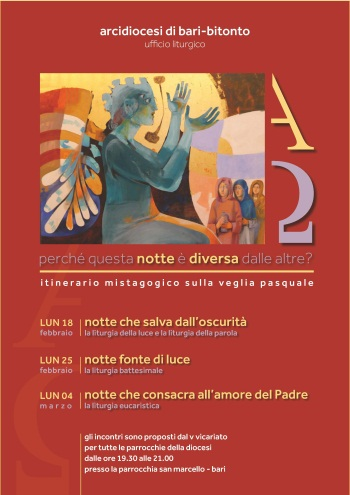 arcidiocesi di bari-bitonto
ufficio liturgico
Α
Ω
perché questa notte è diversa dalle altre?
itinerario mistagogico sulla veglia pasquale
LUN 18 notte che salva dall'oscurità
febbraio la liturgia della luce e la liturgia della parola
LUN 25 notte fonte di luce
febbraio la liturgia battesimale
LUN 04 notte che consacra all'amore del Padre
marzo la liturgia eucaristica
gli incontri sono proposti dal v vicariato
per tutte le parrocchie della diocesi
dalle ore 19.30 alle 21.00
presso la parrocchia san marcello - bari